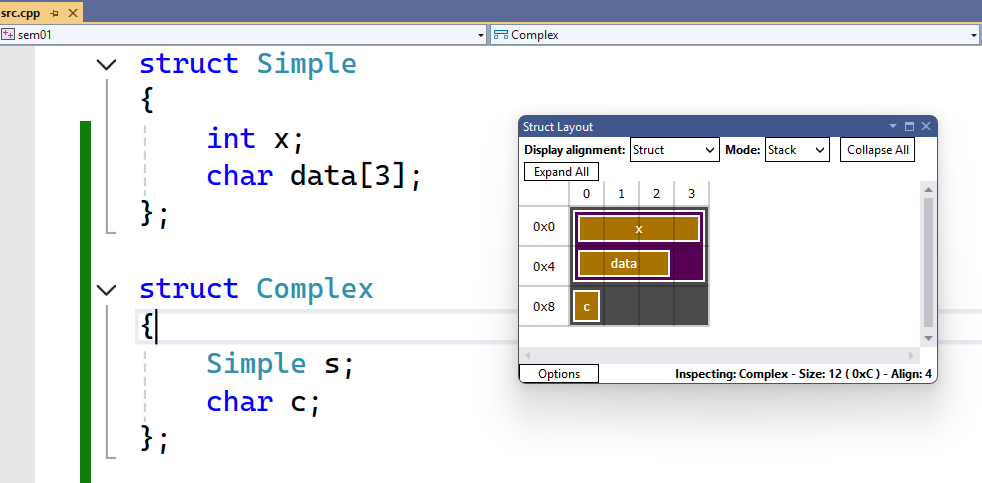 src.cpp
sem01
Complex
struct Simple
{
int x;
char data[3];
};
struct Complex
{
Simple s;
char c;
};
Struct Layout
Display alignment: Struct Mode: Stack Collapse All
Expand All
0 1 2 3
0x0 x
0x4 data
0x8 c
Options Inspecting: Complex - Size: 12 ( 0xC ) - Align: 4